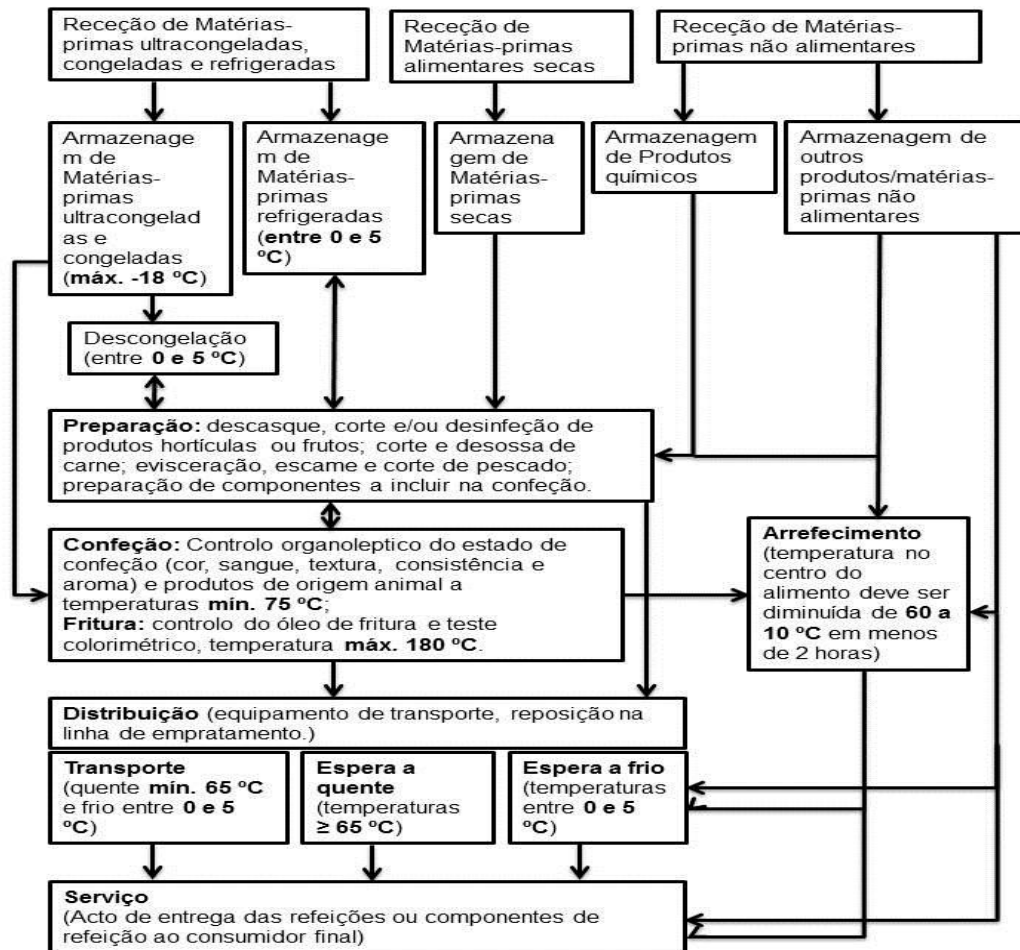 Receção de Matérias-
primas ultracongeladas,
congeladas e refrigeradas
Receção de
Matérias-primas
alimentares secas
Receção de Matérias-
primas não alimentares
Armazenage
m de
Matérias-
primas
ultracongelad
as e
congeladas
(máx. -18 ºC)
Armazenage
m de
Matérias-
primas
refrigeradas
(entre 0 e 5
ºC)
Armazena
gem de
Matérias-
primas
secas
Armazenagem
de Produtos
químicos
Armazenagem de
outros
produtos/matérias-
primas não
alimentares
Descongelação
(entre 0 e 5 ºC)
Preparação: descasque, corte e/ou desinfeção de
produtos hortículas ou frutos; corte e desossa de
carne; evisceração, escame e corte de pescado;
preparação de componentes a incluir na confeção.
Confeção: Controlo organoleptico do estado de
confeção (cor, sangue, textura, consistência e
aroma) e produtos de origem animal a
temperaturas mín. 75 ºC;
Fritura: controlo do óleo de fritura e teste
colorimétrico, temperatura máx. 180 ºC.
Arrefecimento
(temperatura no
centro do
alimento deve ser
diminuída de 60 a
10 ºC em menos
de 2 horas)
Distribuição (equipamento de transporte, reposição na
linha de empratamento.)
Transporte
(quente mín. 65 ºC
e frio entre 0 e 5
ºC)
Espera a
quente
(temperaturas
≥ 65 ºC)
Espera a frio
(temperaturas
entre 0 e 5
ºC)
Serviço
(Acto de entrega das refeições ou componentes de
refeição ao consumidor final)